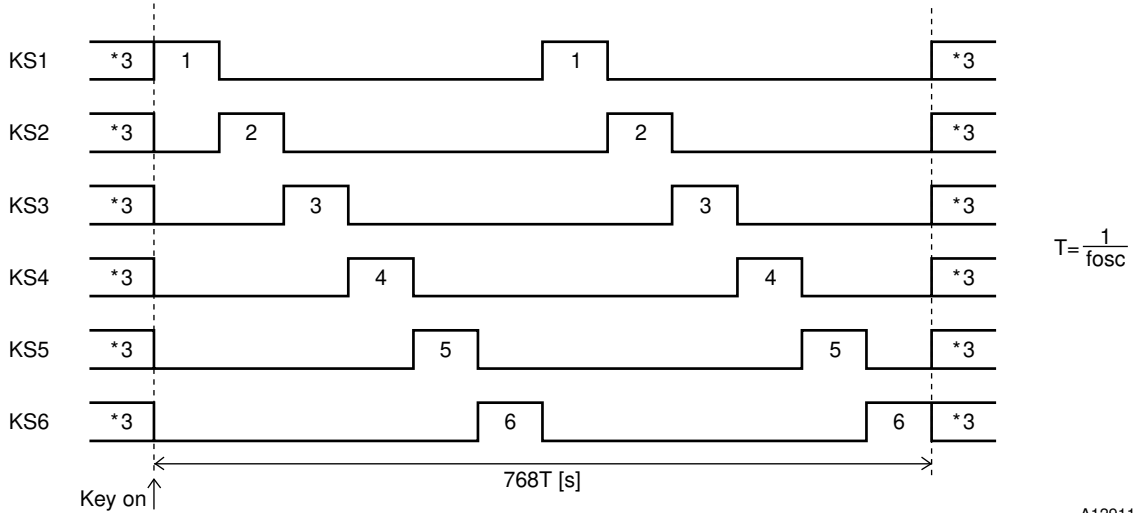 KS1 *3 1 1 *3
KS2 *3 2 2 *3
KS3 *3 3 3 *3
T= 1
fosc
KS4 *3 4 4 *3
KS5 *3 5 5 *3
KS6 *3 6 6 *3
768T [s]
Key on